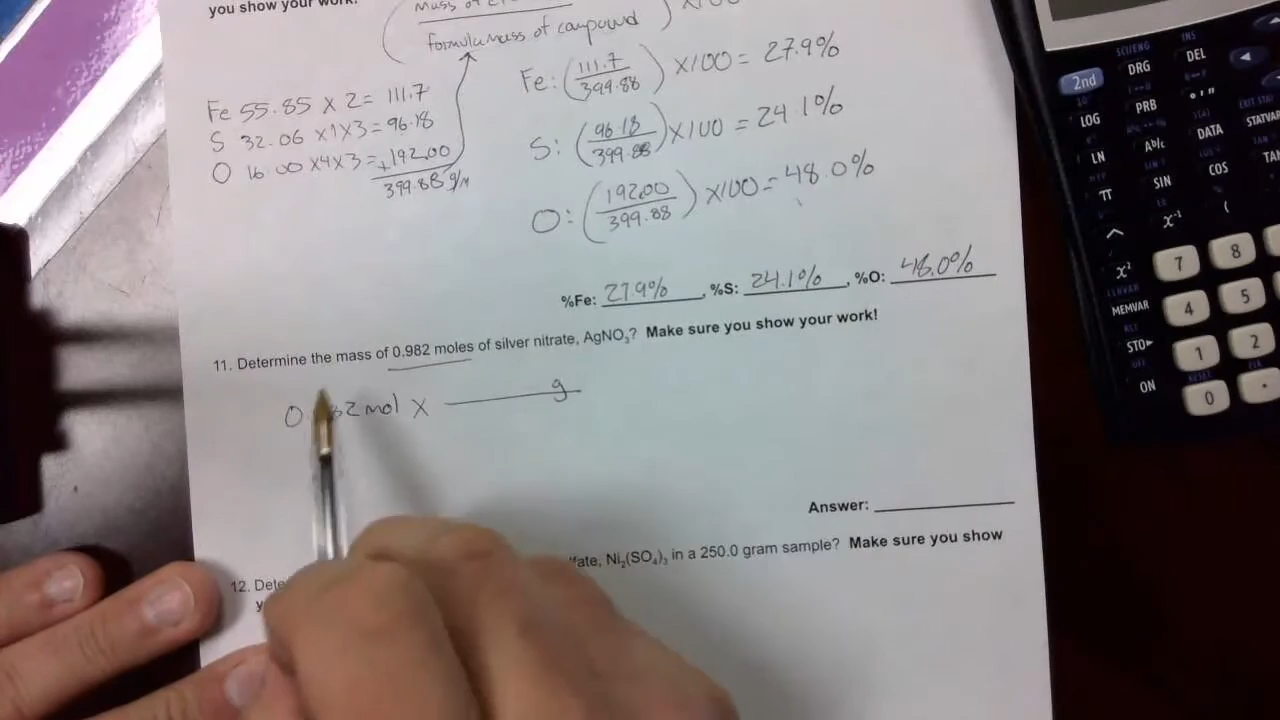 you show your work!
formula mass of compound ) x100
Fe 55.85 x 2 = 111.7
S 32.06 x1x3 = 96.18
O 16.00 x4x3 = +192.00
399.88 g/m
Fe: (111.7 / 399.88) x100 = 27.9%
S: (96.18 / 399.88) x100 = 24.1%
O: (192.00 / 399.88) x100 = 48.0%
%Fe: 27.9% , %S: 24.1% , %O: 48.0%
11. Determine the mass of 0.982 moles of silver nitrate, AgNO3? Make sure you show your work!
mol x g
Answer:
12. Ni2(SO4)3 in a 250.0 gram sample? Make sure you show
2nd DRG DEL
SCI/ENG INS
LOG PRB ° ' "
LN A b/c DATA STATVAR
π SIN COS TAN
^ x⁻¹ (
x² 7 8
MEMVAR 4 5
STO► 1 2
ON 0 .